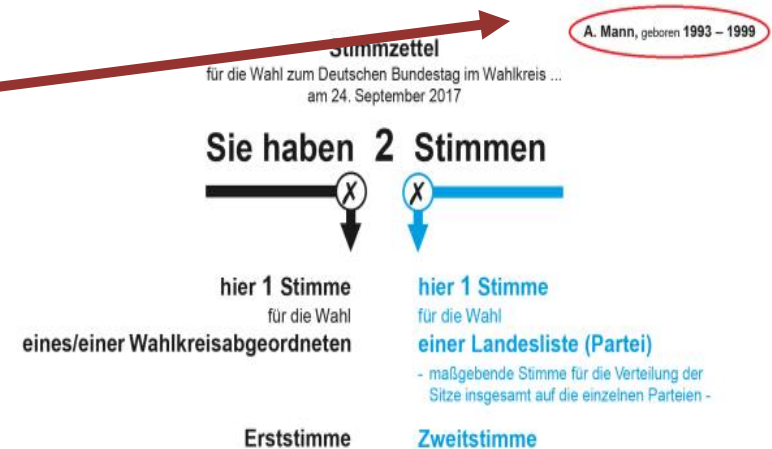 A. Mann, geboren 1993 – 1999
Stimmzettel
für die Wahl zum Deutschen Bundestag im Wahlkreis ...
am 24. September 2017
Sie haben 2 Stimmen
X X
hier 1 Stimme
für die Wahl
eines/einer Wahlkreisabgeordneten
Erststimme
hier 1 Stimme
für die Wahl
einer Landesliste (Partei)
- maßgebende Stimme für die Verteilung der
Sitze insgesamt auf die einzelnen Parteien -
Zweitstimme